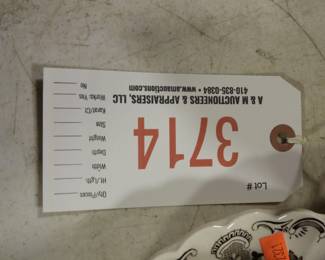 Lot #
3714
A & M AUCTIONEERS & APPRAISERS, LLC
410-835-0384 • www.amauctions.com
Qty/Pieces
Ht./Lgth.
Width
Depth
Weight
Size
Karat/Ct
Works: Yes
No